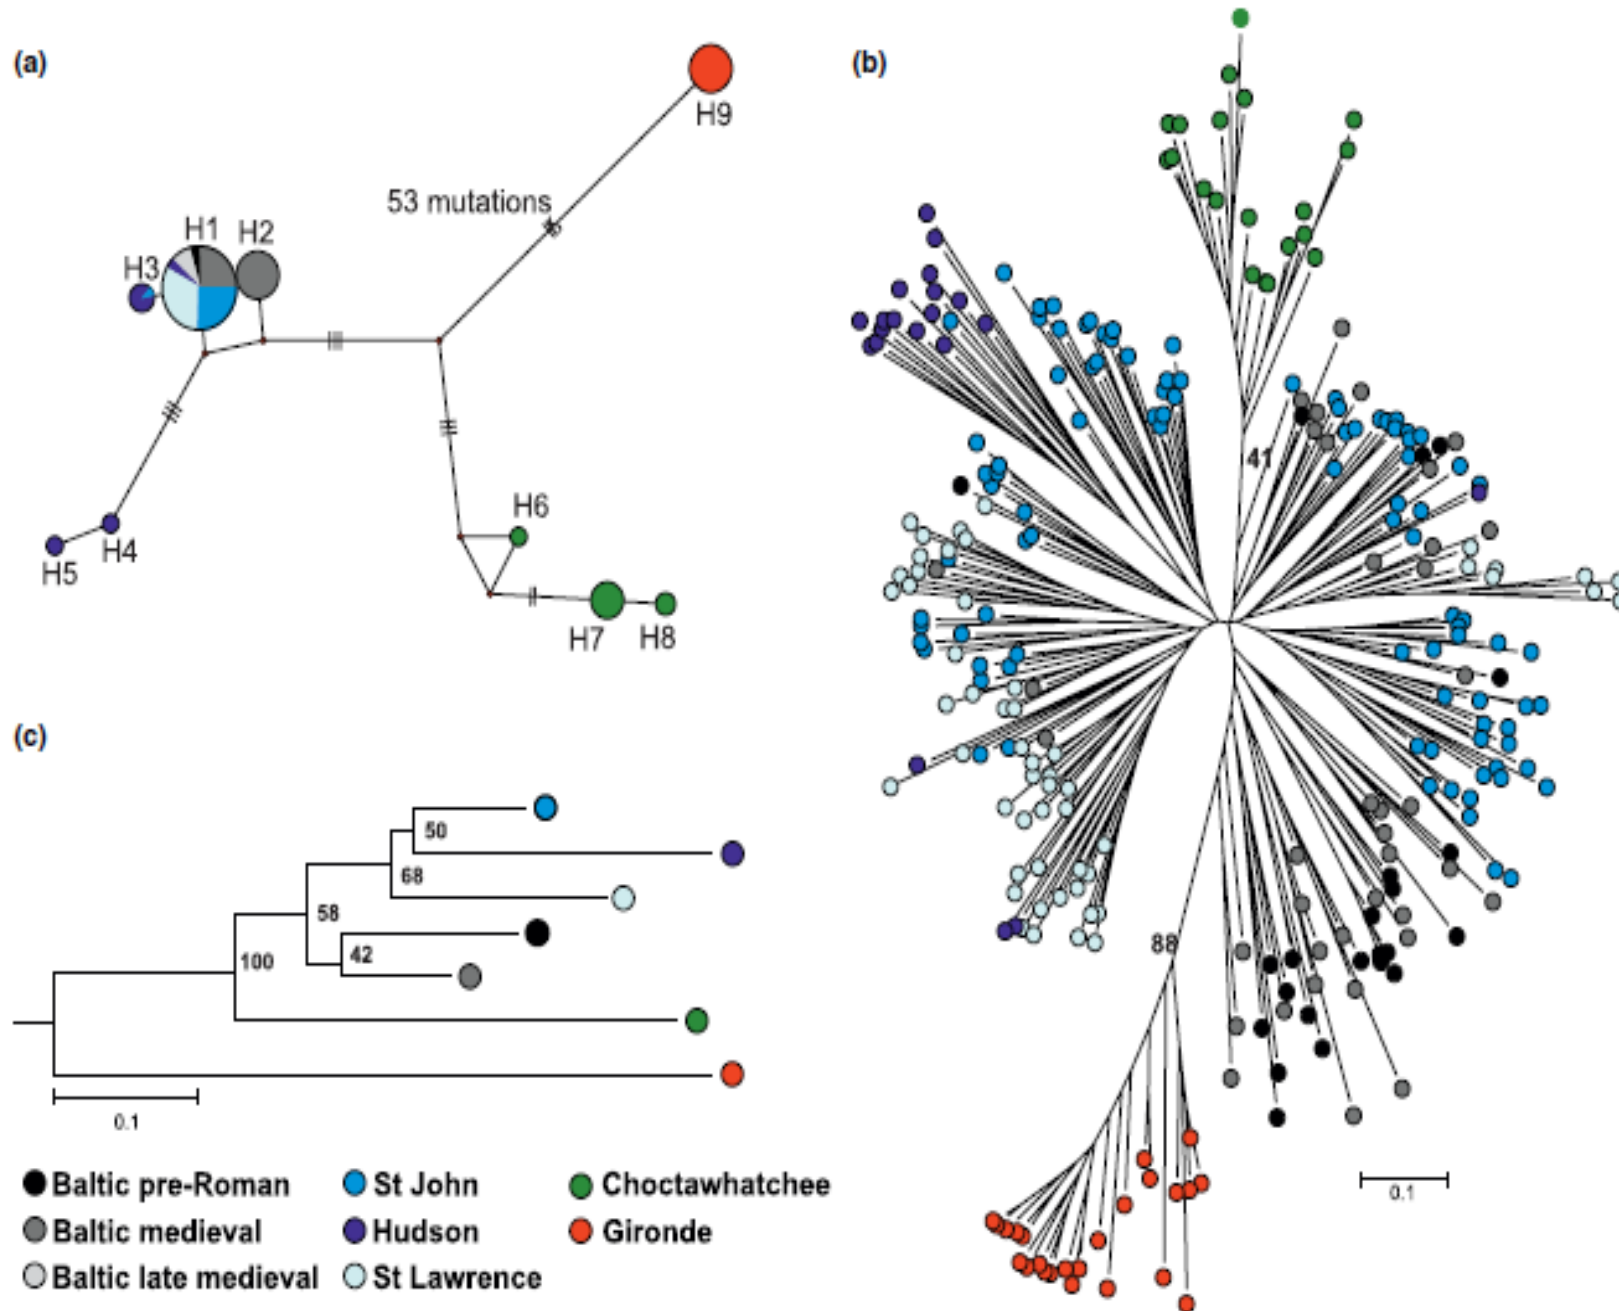 (a)
(b)
H9
53 mutations
H1
H2
H3
H6
H4
H5
H7
H8
41
88
0.1
(c)
50
68
58
42
100
0.1
Baltic pre-Roman
St John
Choctawhatchee
Baltic medieval
Hudson
Gironde
Baltic late medieval
St Lawrence